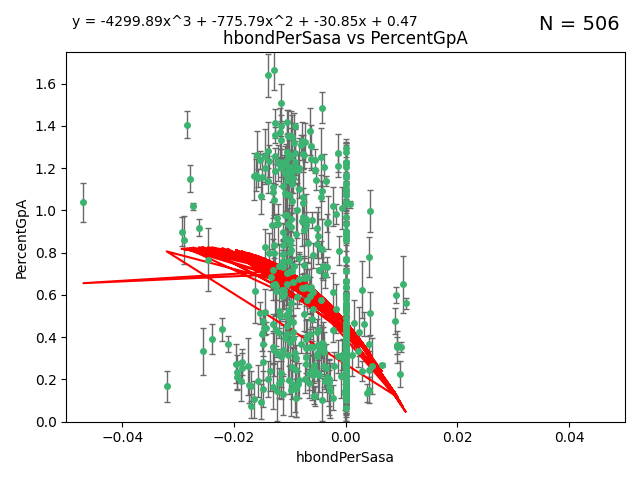 y = -4299.89x^3 + -775.79x^2 + -30.85x + 0.47
N = 506
hbondPerSasa vs PercentGpA
PercentGpA
1.6
1.4
1.2
1.0
0.8
0.6
0.4
0.2
0.0
−0.04 −0.02 0.00 0.02 0.04
hbondPerSasa